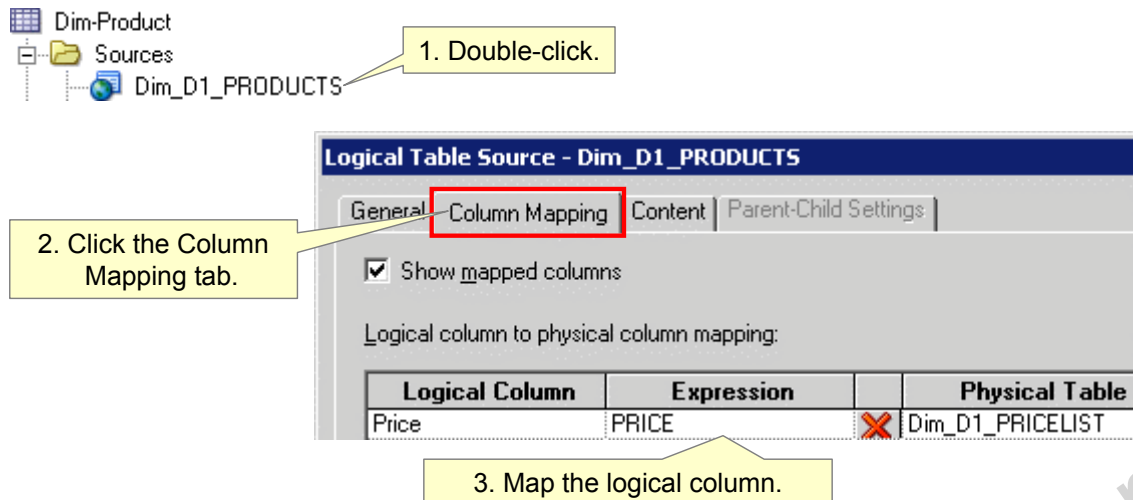 Dim-Product
Sources
1. Double-click.
Dim_D1_PRODUCTS
Logical Table Source - Dim_D1_PRODUCTS
General Column Mapping Content Parent-Child Settings
2. Click the Column
Mapping tab.
Show mapped columns
Logical column to physical column mapping:
Logical Column Expression Physical Table
Price PRICE Dim_D1_PRICELIST
3. Map the logical column.